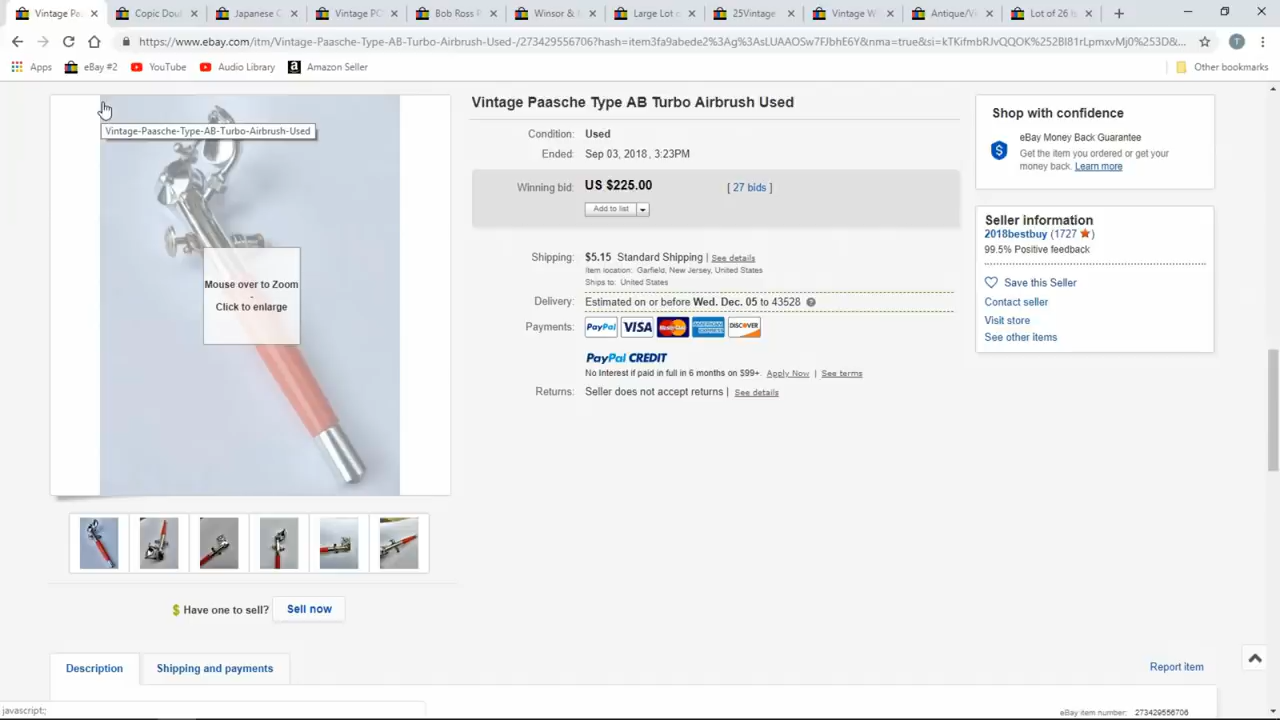 Vintage Pa
Copic Dou
Japanese C
Vintage PO
Bob Ross F
Winsor &
Large Lot o
25Vintage
Vintage W
Antique/Vi
Lot of 26 Is
https://www.ebay.com/itm/Vintage-Paasche-Type-AB-Turbo-Airbrush-Used-/273429556706?hash=item3fa9abede2%3Ag%3AsLUAAOSw7FJbhE6Y&nma=true&si=kTKifmbRJvQQOK%252BI81rLpmxvMj0%253D&...
T
Apps
eBay #2
YouTube
Audio Library
Amazon Seller
Other bookmarks
Vintage-Paasche-Type-AB-Turbo-Airbrush-Used
Mouse over to Zoom
-
Click to enlarge
Have one to sell? Sell now
Vintage Paasche Type AB Turbo Airbrush Used
Condition: Used
Ended: Sep 03, 2018 , 3:23PM
Winning bid: US $225.00 [ 27 bids ]
Add to list
Shipping: $5.15 Standard Shipping | See details
Item location: Garfield, New Jersey, United States
Ships to: United States
Delivery: Estimated on or before Wed. Dec. 05 to 43528
Payments: PayPal VISA MasterCard AMERICAN EXPRESS DISCOVER
PayPal CREDIT
No Interest if paid in full in 6 months on $99+. Apply Now | See terms
Returns: Seller does not accept returns | See details
Shop with confidence
eBay Money Back Guarantee
Get the item you ordered or get your
money back. Learn more
Seller information
2018bestbuy (1727 ★)
99.5% Positive feedback
Save this Seller
Contact seller
Visit store
See other items
Description
Shipping and payments
Report item
javascript:;
eBay item number: 273429556706